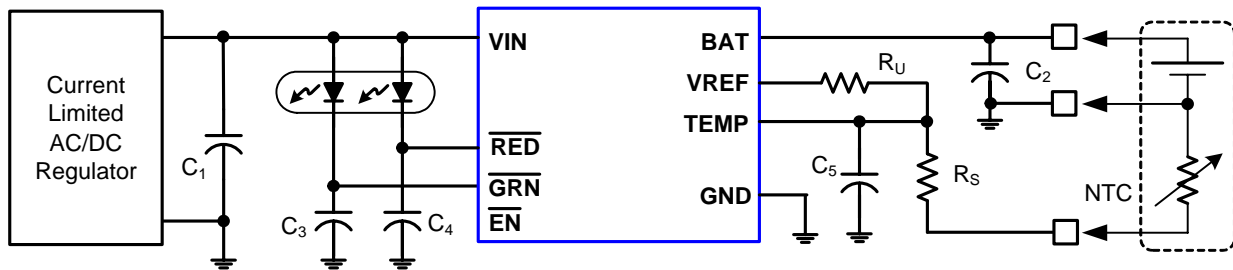 Current
Limited
AC/DC
Regulator
C1
C3
C4
VIN
RED
GRN
EN
BAT
VREF
TEMP
GND
RU
C5
RS
C2
NTC